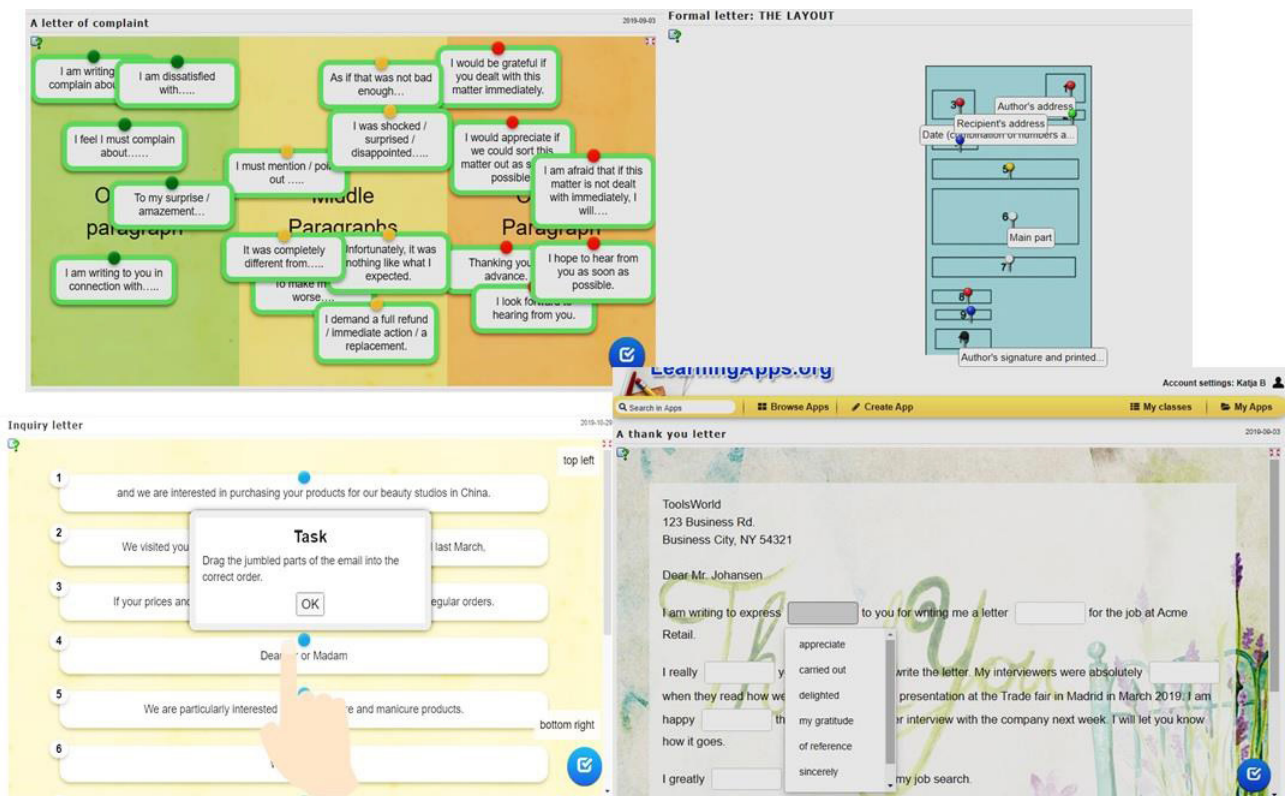 A letter of complaint
2019-09-03
I am writing
complain abou
I am dissatisfied
with…..
I feel I must complain
about……
To my surprise /
amazement…
I am writing to you in
connection with…..
O
paragraph
As if that was not bad
enough…
I was shocked /
surprised /
disappointed…..
I must mention / poi
out …..
Middle
Paragraphs
It was completely
different from…..
Unfortunately, it was
nothing like what I
expected.
To make m
worse….
I demand a full refund
/ immediate action / a
replacement.
I would be grateful if
you dealt with this
matter immediately.
I would appreciate if
we could sort this
matter out as s
possible
I am afraid that if this
matter is not dealt
with immediately, I
will….
Paragraph
Thanking you
advance.
I hope to hear from
you as soon as
possible.
I look forward to
hearing from you.
Formal letter: THE LAYOUT
1
Author's address
3
Recipient's address
Date (combination of numbers a...
5
6
Main part
7
8
9
Author's signature and printed...
Inquiry letter
2019-10-29
top left
1
and we are interested in purchasing your products for our beauty studios in China.
2
We visited you
last March,
3
If your prices and
egular orders.
Task
Drag the jumbled parts of the email into the
correct order.
OK
4
Dea or Madam
5
We are particularly interested
e and manicure products.
bottom right
6
LearningApps.org
Account settings: Katja B
Search in Apps
Browse Apps
Create App
My classes
My Apps
A thank you letter
2019-09-03
ToolsWorld
123 Business Rd.
Business City, NY 54321
Dear Mr. Johansen
I am writing to express to you for writing me a letter for the job at Acme
Retail.
I really y write the letter. My interviewers were absolutely
when they read how we presentation at the Trade fair in Madrid in March 2019. I am
happy th er interview with the company next week. I will let you know
how it goes.
I greatly my job search.
appreciate
carried out
delighted
my gratitude
of reference
sincerely